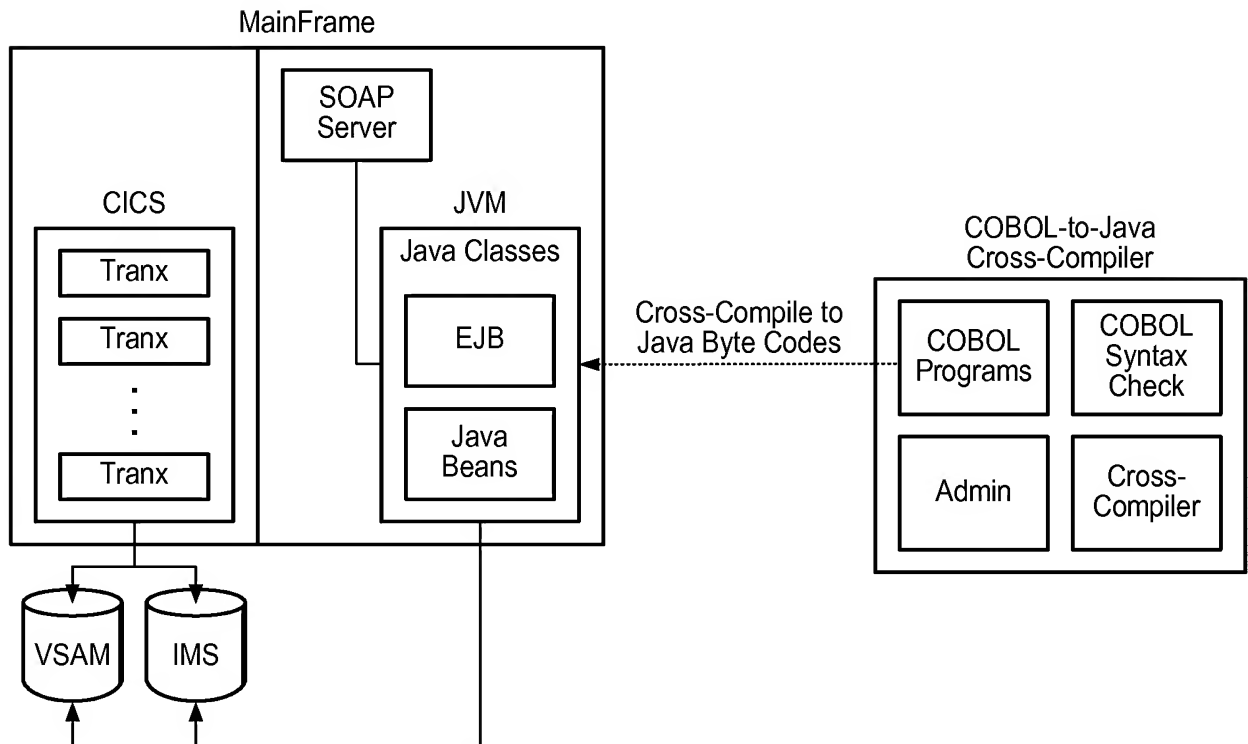 MainFrame
SOAP
Server
CICS
Tranx
Tranx
Tranx
JVM
Java Classes
EJB
Java
Beans
Cross-Compile to
Java Byte Codes
COBOL-to-Java
Cross-Compiler
COBOL
Programs
COBOL
Syntax
Check
Admin
Cross-
Compiler
VSAM
IMS